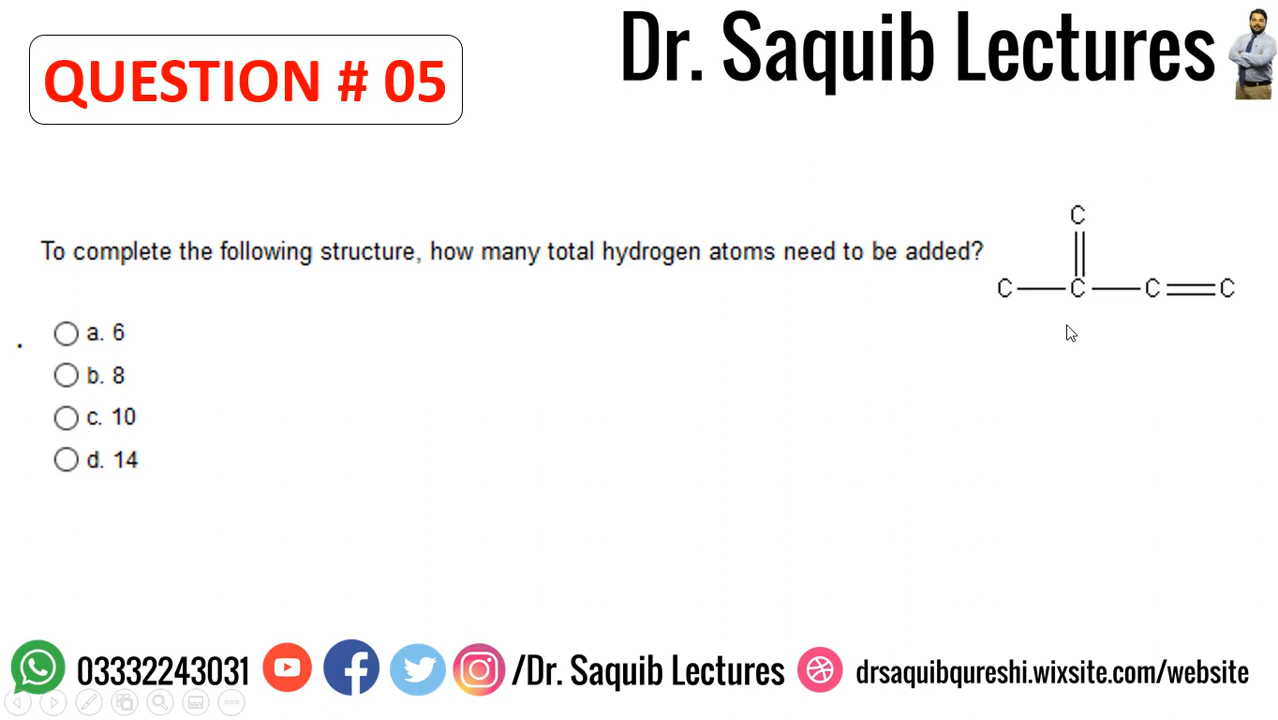 Dr. Saquib Lectures
QUESTION # 05
C
To complete the following structure, how many total hydrogen atoms need to be added?
C C C C
a. 6
.
b. 8
c. 10
d. 14
03332243031 /Dr. Saquib Lectures drsaquibqureshi.wixsite.com/website